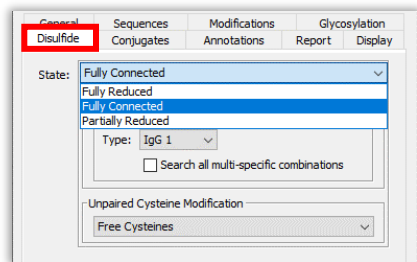 General Sequences Modifications Glycosylation
Disulfide Conjugates Annotations Report Display
State: Fully Connected
Fully Reduced
Fully Connected
Partially Reduced
Type: IgG 1
Search all multi-specific combinations
Unpaired Cysteine Modification
Free Cysteines